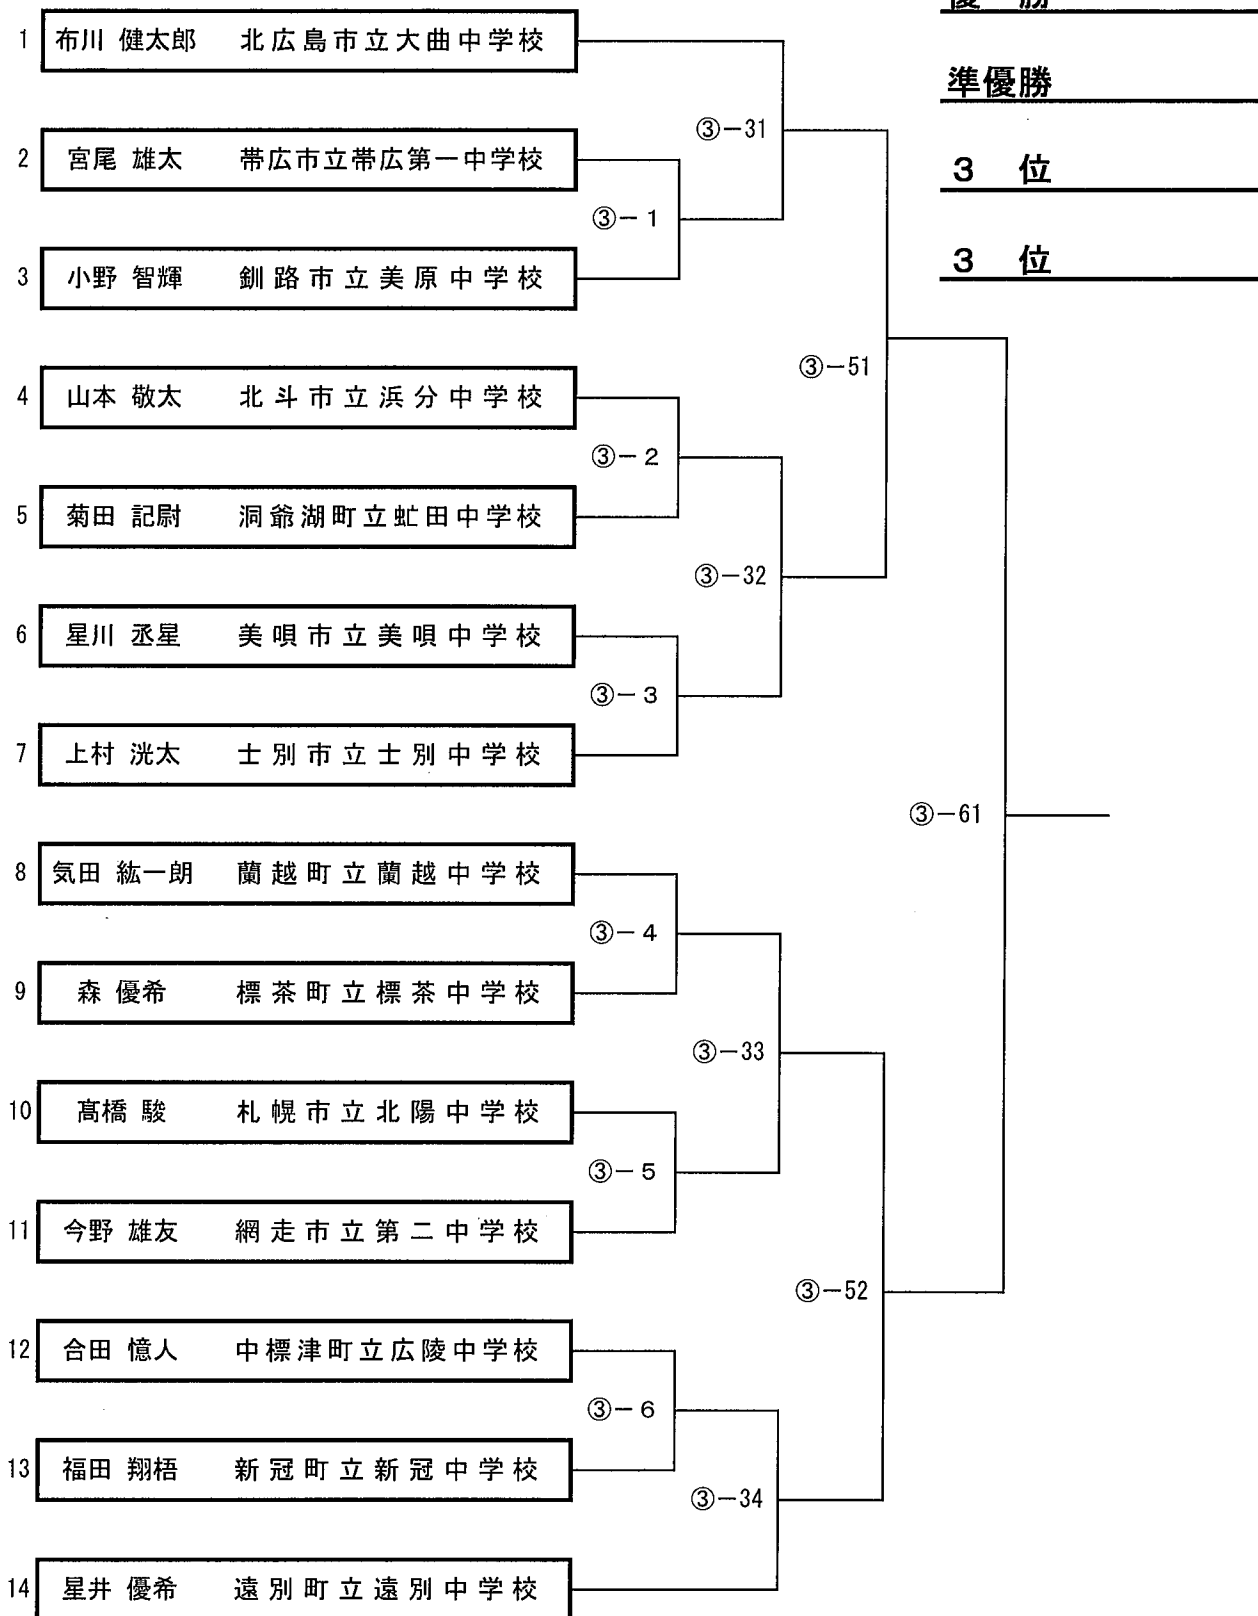 優 勝
準優勝
3 位
3 位
1 布川 健太郎 北広島市立大曲中学校
③－31
2 宮尾 雄太 帯広市立帯広第一中学校
③－1
3 小野 智輝 釧路市立美原中学校
③－51
4 山本 敬太 北斗市立浜分中学校
③－2
5 菊田 記尉 洞爺湖町立虻田中学校
③－32
6 星川 丞星 美唄市立美唄中学校
③－3
7 上村 洸太 士別市立士別中学校
③－61
8 気田 紘一朗 蘭越町立蘭越中学校
③－4
9 森 優希 標茶町立標茶中学校
③－33
10 髙橋 駿 札幌市立北陽中学校
③－5
11 今野 雄友 網走市立第二中学校
③－52
12 合田 憶人 中標津町立広陵中学校
③－6
13 福田 翔梧 新冠町立新冠中学校
③－34
14 星井 優希 遠別町立遠別中学校